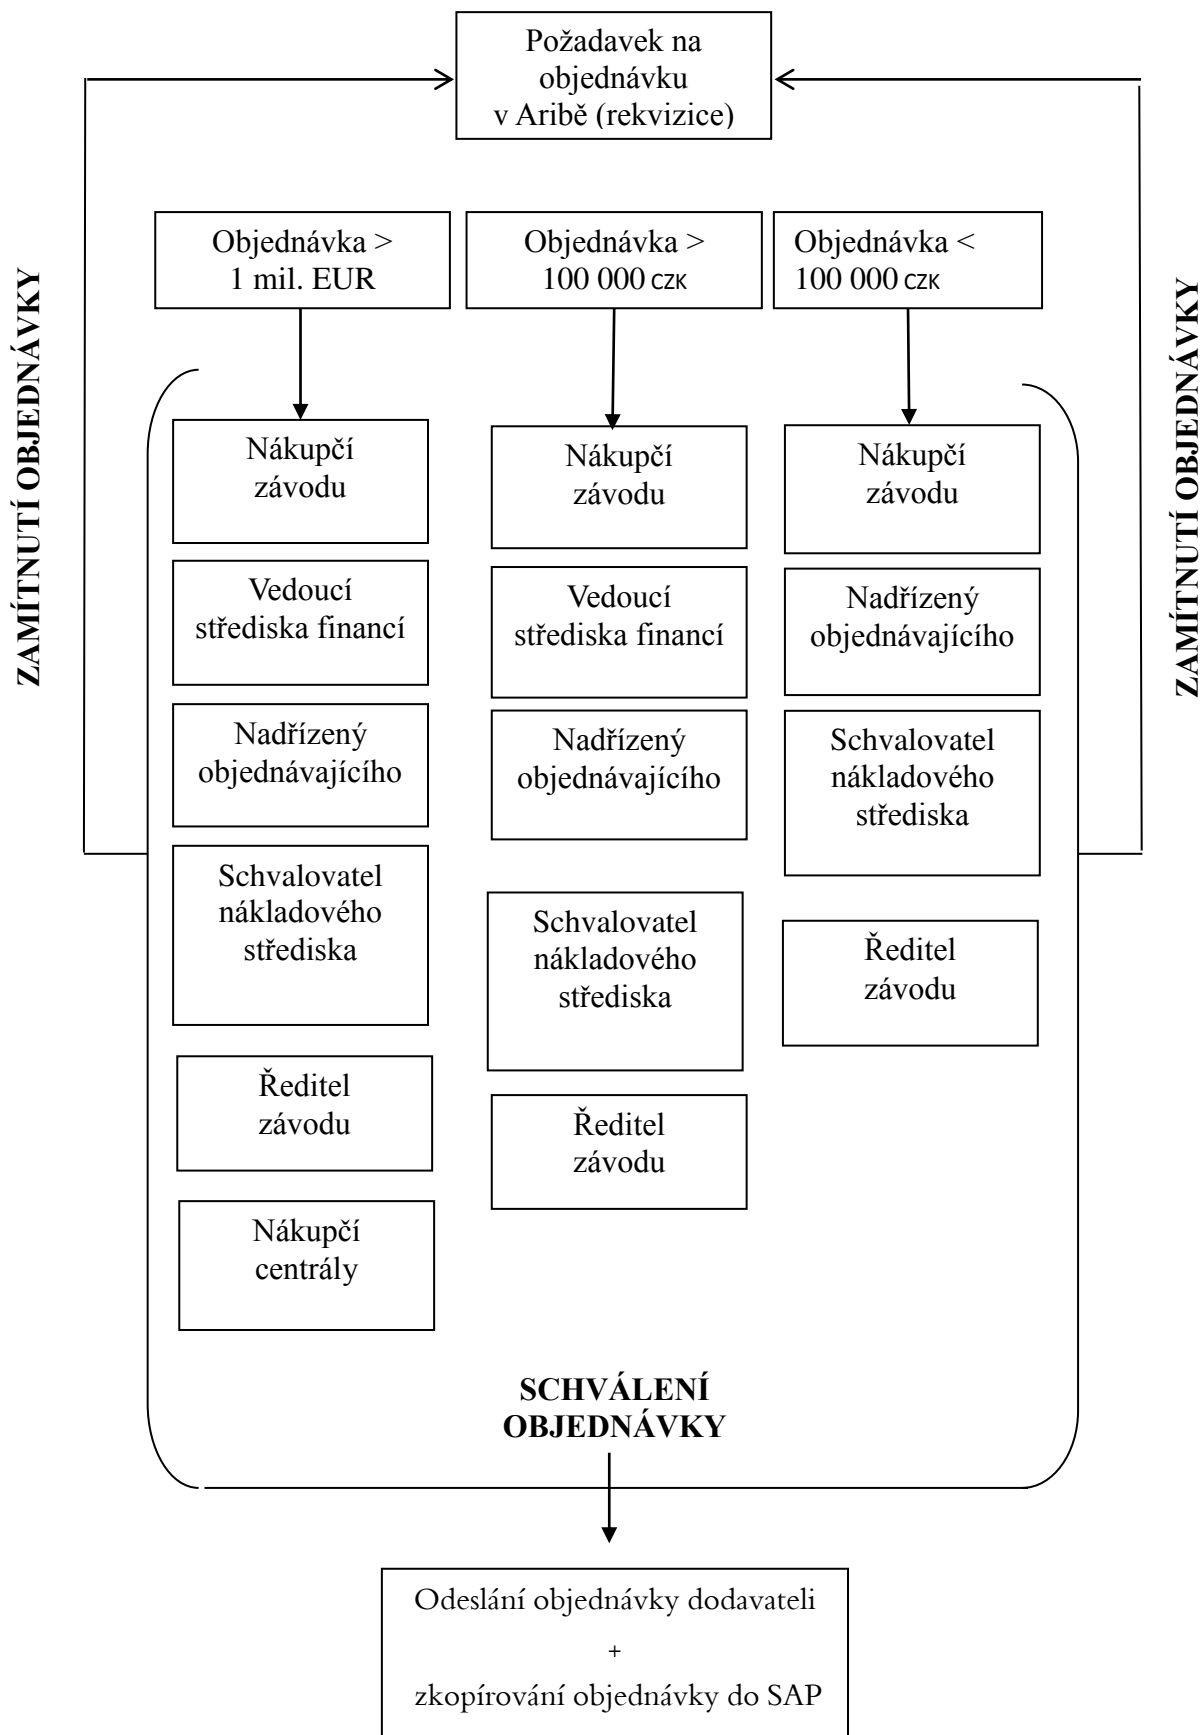 Požadavek na
objednávku
v Aribě (rekvizice)
ZAMÍTNUTÍ OBJEDNÁVKY
ZAMÍTNUTÍ OBJEDNÁVKY
Objednávka >
1 mil. EUR
Objednávka >
100 000 CZK
Objednávka <
100 000 CZK
Nákupčí
závodu
Vedoucí
střediska financí
Nadřízený
objednávajícího
Schvalovatel
nákladového
střediska
Ředitel
závodu
Nákupčí
centrály
Nákupčí
závodu
Vedoucí
střediska financí
Nadřízený
objednávajícího
Schvalovatel
nákladového
střediska
Ředitel
závodu
Nákupčí
závodu
Nadřízený
objednávajícího
Schvalovatel
nákladového
střediska
Ředitel
závodu
SCHVÁLENÍ
OBJEDNÁVKY
Odeslání objednávky dodavateli
+
zkopírování objednávky do SAP